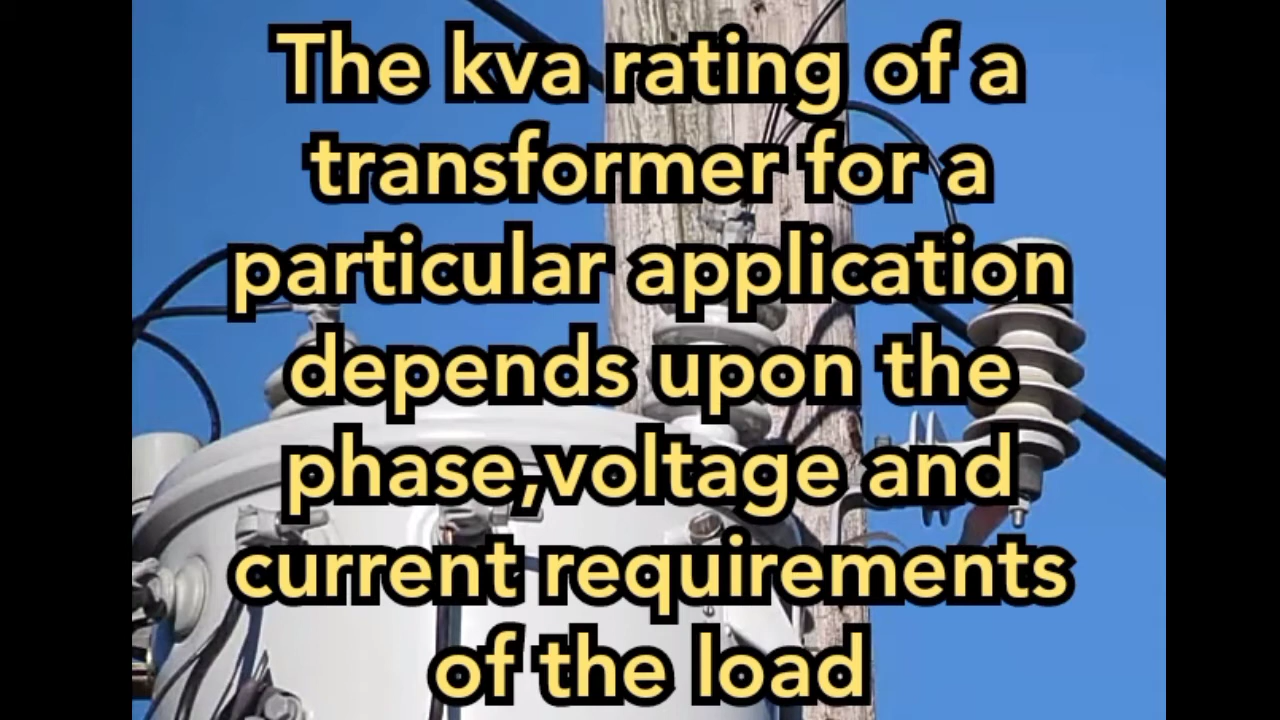 The kva rating of a
transformer for a
particular application
depends upon the
phase,voltage and
current requirements
of the load